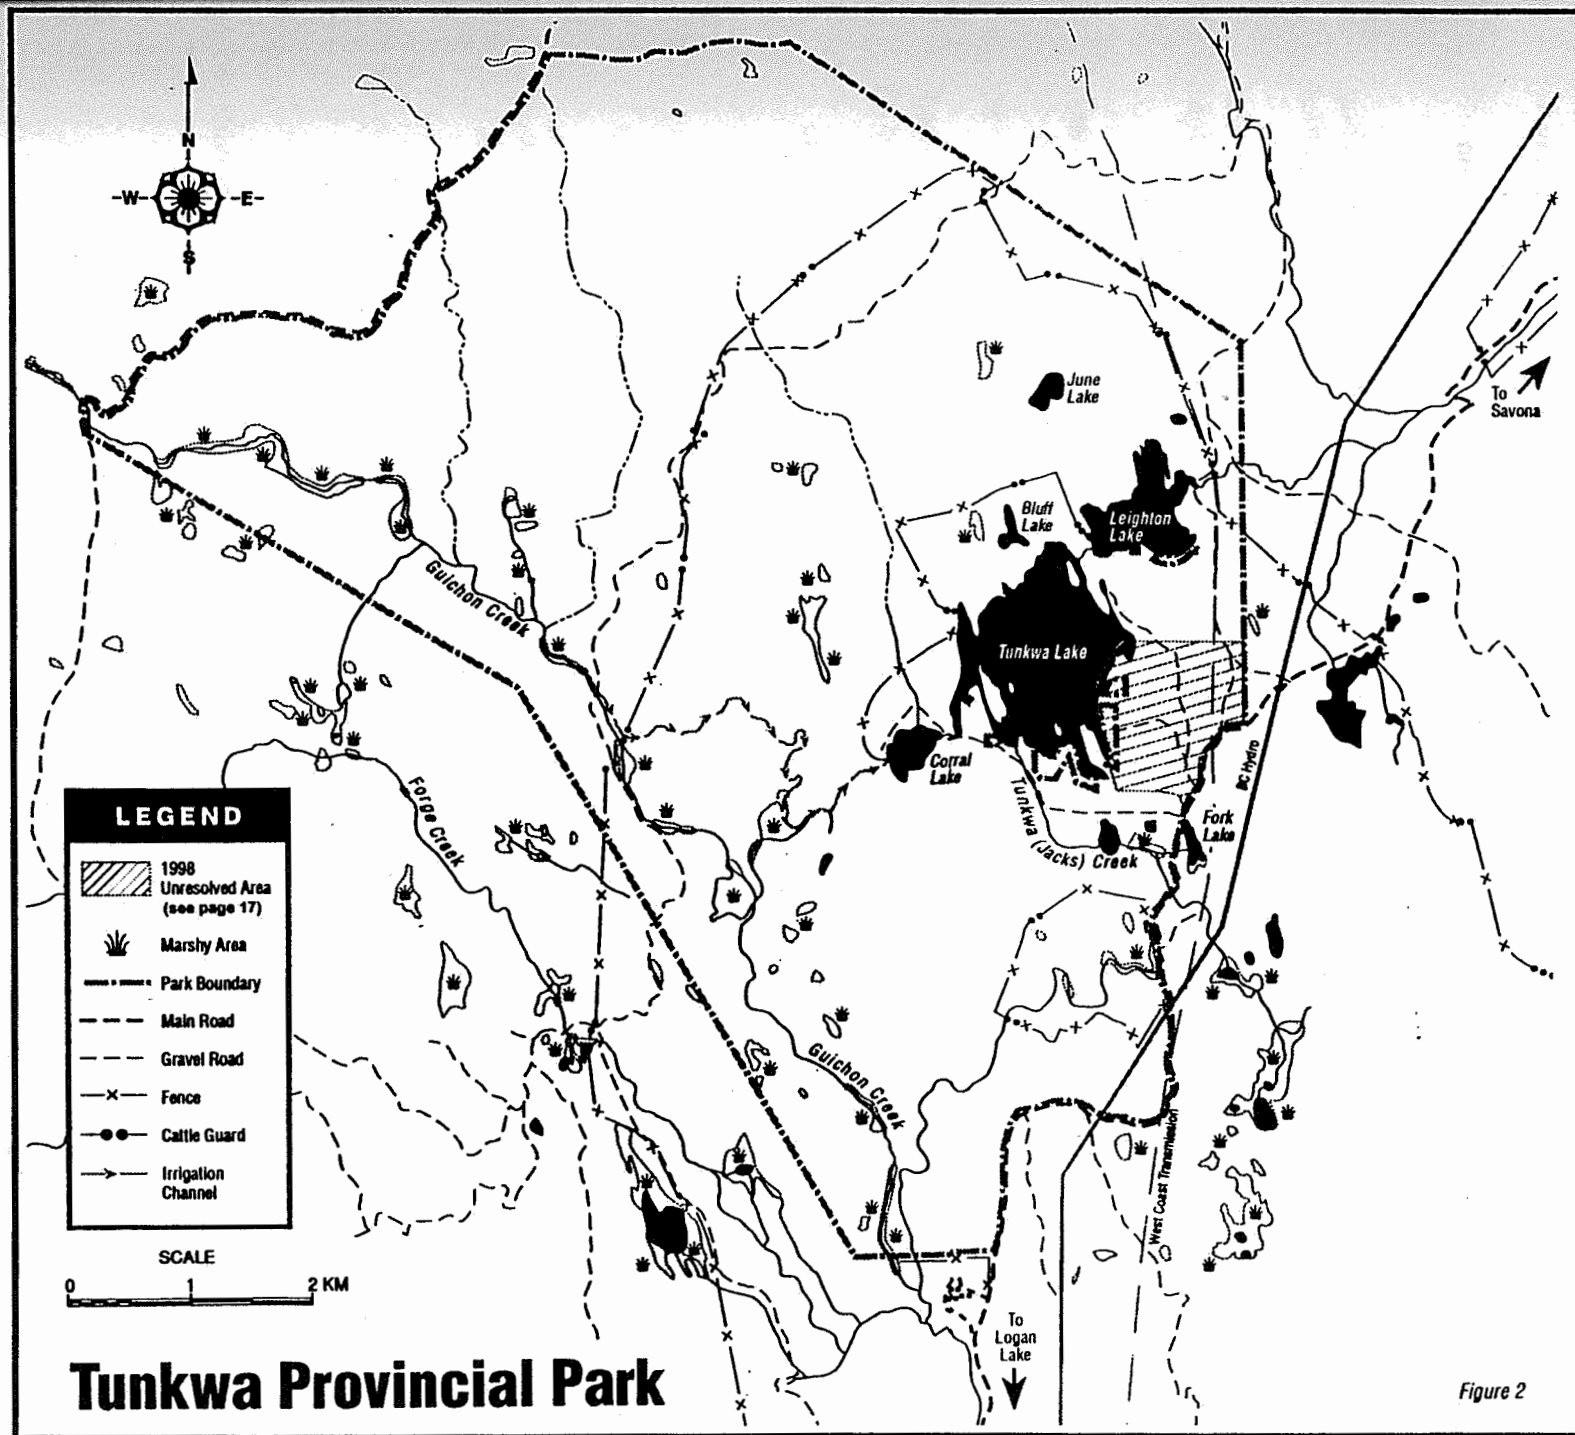 N
W
E
S
June
Lake
To
Savona
Bluff
Lake
Leighton
Lake
Guichon Creek
Tunkwa Lake
Corral
Lake
BC Hydro
Forge Creek
Tunkwa (Jacks) Creek
Fork
Lake
LEGEND
1998
Unresolved Area
(see page 17)
Marshy Area
Park Boundary
Main Road
Gravel Road
Fence
Cattle Guard
Irrigation
Channel
Guichon Creek
West Coast Transmission
SCALE
0 1 2 KM
To
Logan
Lake
Tunkwa Provincial Park
Figure 2